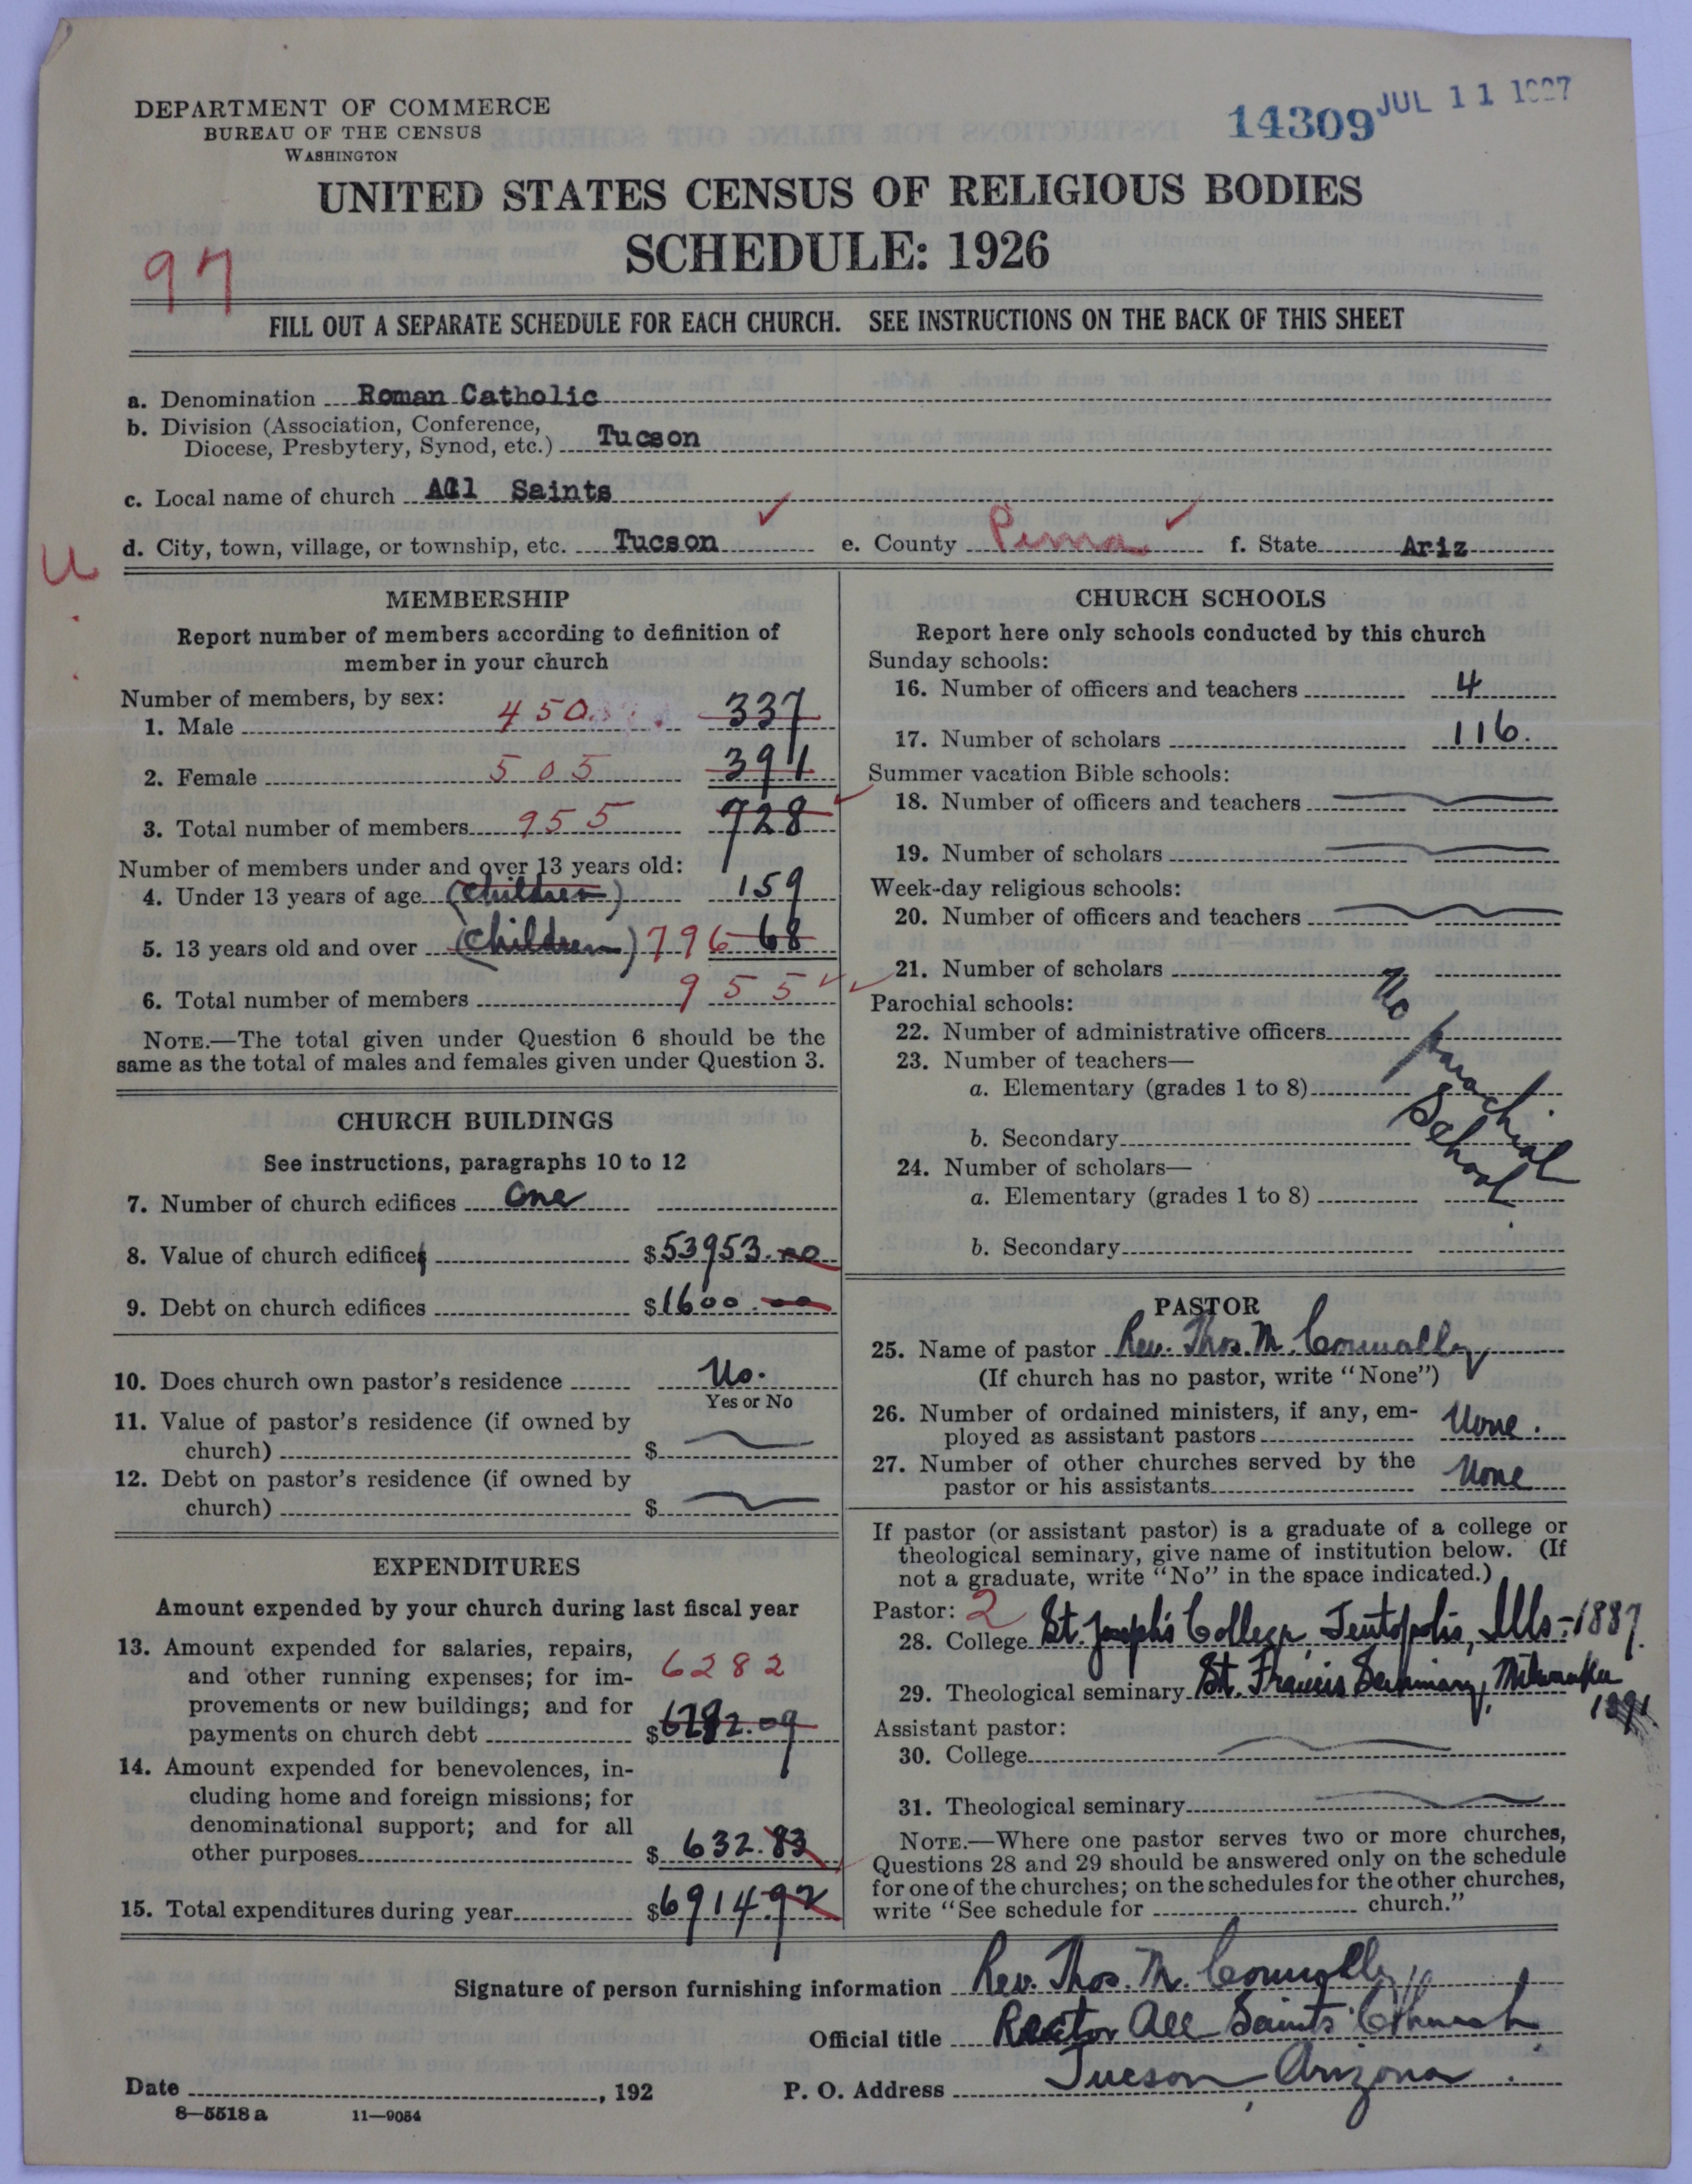 DEPARTMENT OF COMMERCE
BUREAU OF THE CENSUS
WASHINGTON
14309
JUL 11 1927
UNITED STATES CENSUS OF RELIGIOUS BODIES
SCHEDULE: 1926
97
FILL OUT A SEPARATE SCHEDULE FOR EACH CHURCH. SEE INSTRUCTIONS ON THE BACK OF THIS SHEET
a. Denomination Roman Catholic
b. Division (Association, Conference,
Diocese, Presbytery, Synod, etc.) Tucson
c. Local name of church All Saints
d. City, town, village, or township, etc. Tucson e. County Pima f. State Ariz
U
MEMBERSHIP
Report number of members according to definition of
member in your church
Number of members, by sex:
1. Male 450 337
2. Female 505 391
3. Total number of members 955 728
Number of members under and over 13 years old:
4. Under 13 years of age (children) 159
5. 13 years old and over (children) 796 68
6. Total number of members 955
NOTE.—The total given under Question 6 should be the
same as the total of males and females given under Question 3.
CHURCH BUILDINGS
See instructions, paragraphs 10 to 12
7. Number of church edifices One
8. Value of church edifices $53953.00
9. Debt on church edifices $1600.00
10. Does church own pastor's residence No.
Yes or No
11. Value of pastor's residence (if owned by
church) $
12. Debt on pastor's residence (if owned by
church) $
EXPENDITURES
Amount expended by your church during last fiscal year
13. Amount expended for salaries, repairs,
and other running expenses; for im-
provements or new buildings; and for
payments on church debt $6282.09
6282
14. Amount expended for benevolences, in-
cluding home and foreign missions; for
denominational support; and for all
other purposes $632.83
15. Total expenditures during year $6914.92
CHURCH SCHOOLS
Report here only schools conducted by this church
Sunday schools:
16. Number of officers and teachers 4
17. Number of scholars 116.
Summer vacation Bible schools:
18. Number of officers and teachers
19. Number of scholars
Week-day religious schools:
20. Number of officers and teachers
21. Number of scholars
Parochial schools:
22. Number of administrative officers
23. Number of teachers—
a. Elementary (grades 1 to 8)
b. Secondary
24. Number of scholars—
a. Elementary (grades 1 to 8)
b. Secondary
No parochial
School
PASTOR
25. Name of pastor Rev. Thos. M. Connolly
(If church has no pastor, write "None")
26. Number of ordained ministers, if any, em-
ployed as assistant pastors None.
27. Number of other churches served by the
pastor or his assistants None
If pastor (or assistant pastor) is a graduate of a college or
theological seminary, give name of institution below. (If
not a graduate, write "No" in the space indicated.)
Pastor: 2
28. College St. Joseph's College, Teutopolis, Ills-1887.
29. Theological seminary St. Francis Seminary, Milwaukee
1891.
Assistant pastor:
30. College
31. Theological seminary
NOTE.—Where one pastor serves two or more churches,
Questions 28 and 29 should be answered only on the schedule
for one of the churches; on the schedules for the other churches,
write "See schedule for church."
Signature of person furnishing information Rev. Thos. M. Connolly
Official title Rector All Saints' Church
Date , 192 P. O. Address Tucson Arizona.
8—5518 a 11—9054